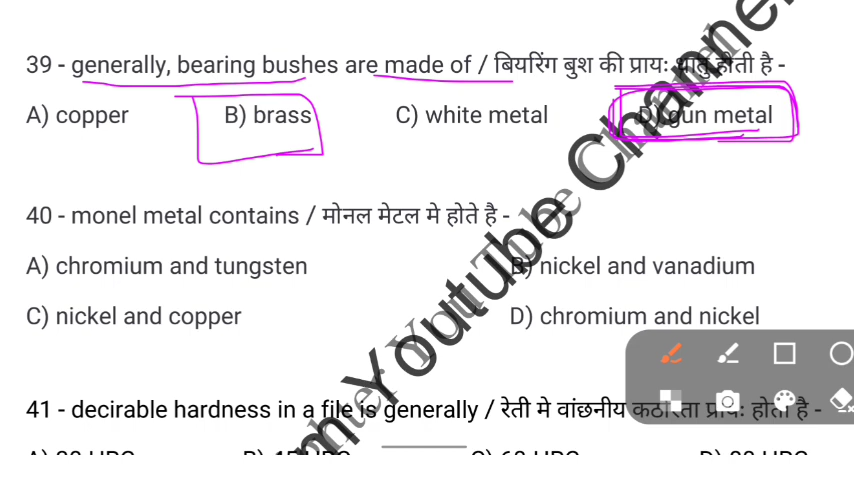 39 - generally, bearing bushes are made of / बियरिंग बुश की प्रायः धातु होती है -
A) copper B) brass C) white metal D) gun metal
40 - monel metal contains / मोनल मेटल मे होते है -
A) chromium and tungsten B) nickel and vanadium
C) nickel and copper D) chromium and nickel
41 - decirable hardness in a file is generally / रेती मे वांछनीय कठोरता प्रायः होती है -
Youtube Channel